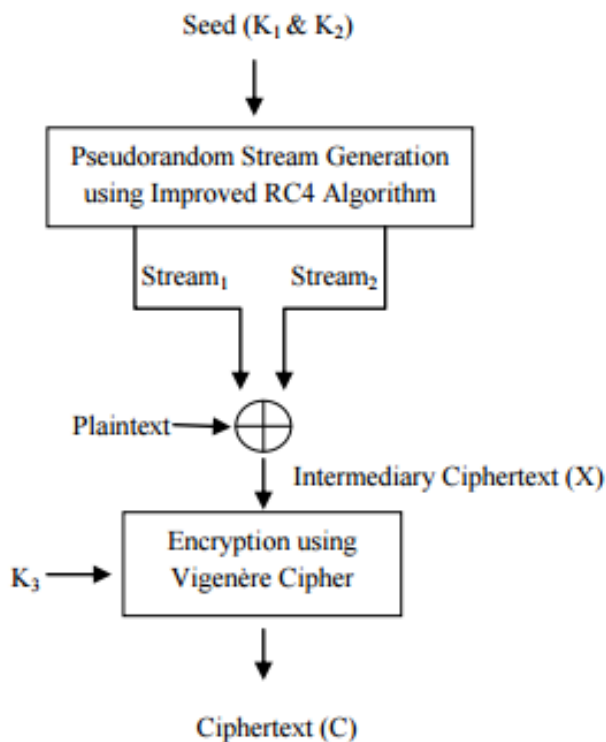 Seed (K₁ & K₂)
Pseudorandom Stream Generation
using Improved RC4 Algorithm
Stream₁
Stream₂
Plaintext
Intermediary Ciphertext (X)
Encryption using
Vigenère Cipher
K₃
Ciphertext (C)